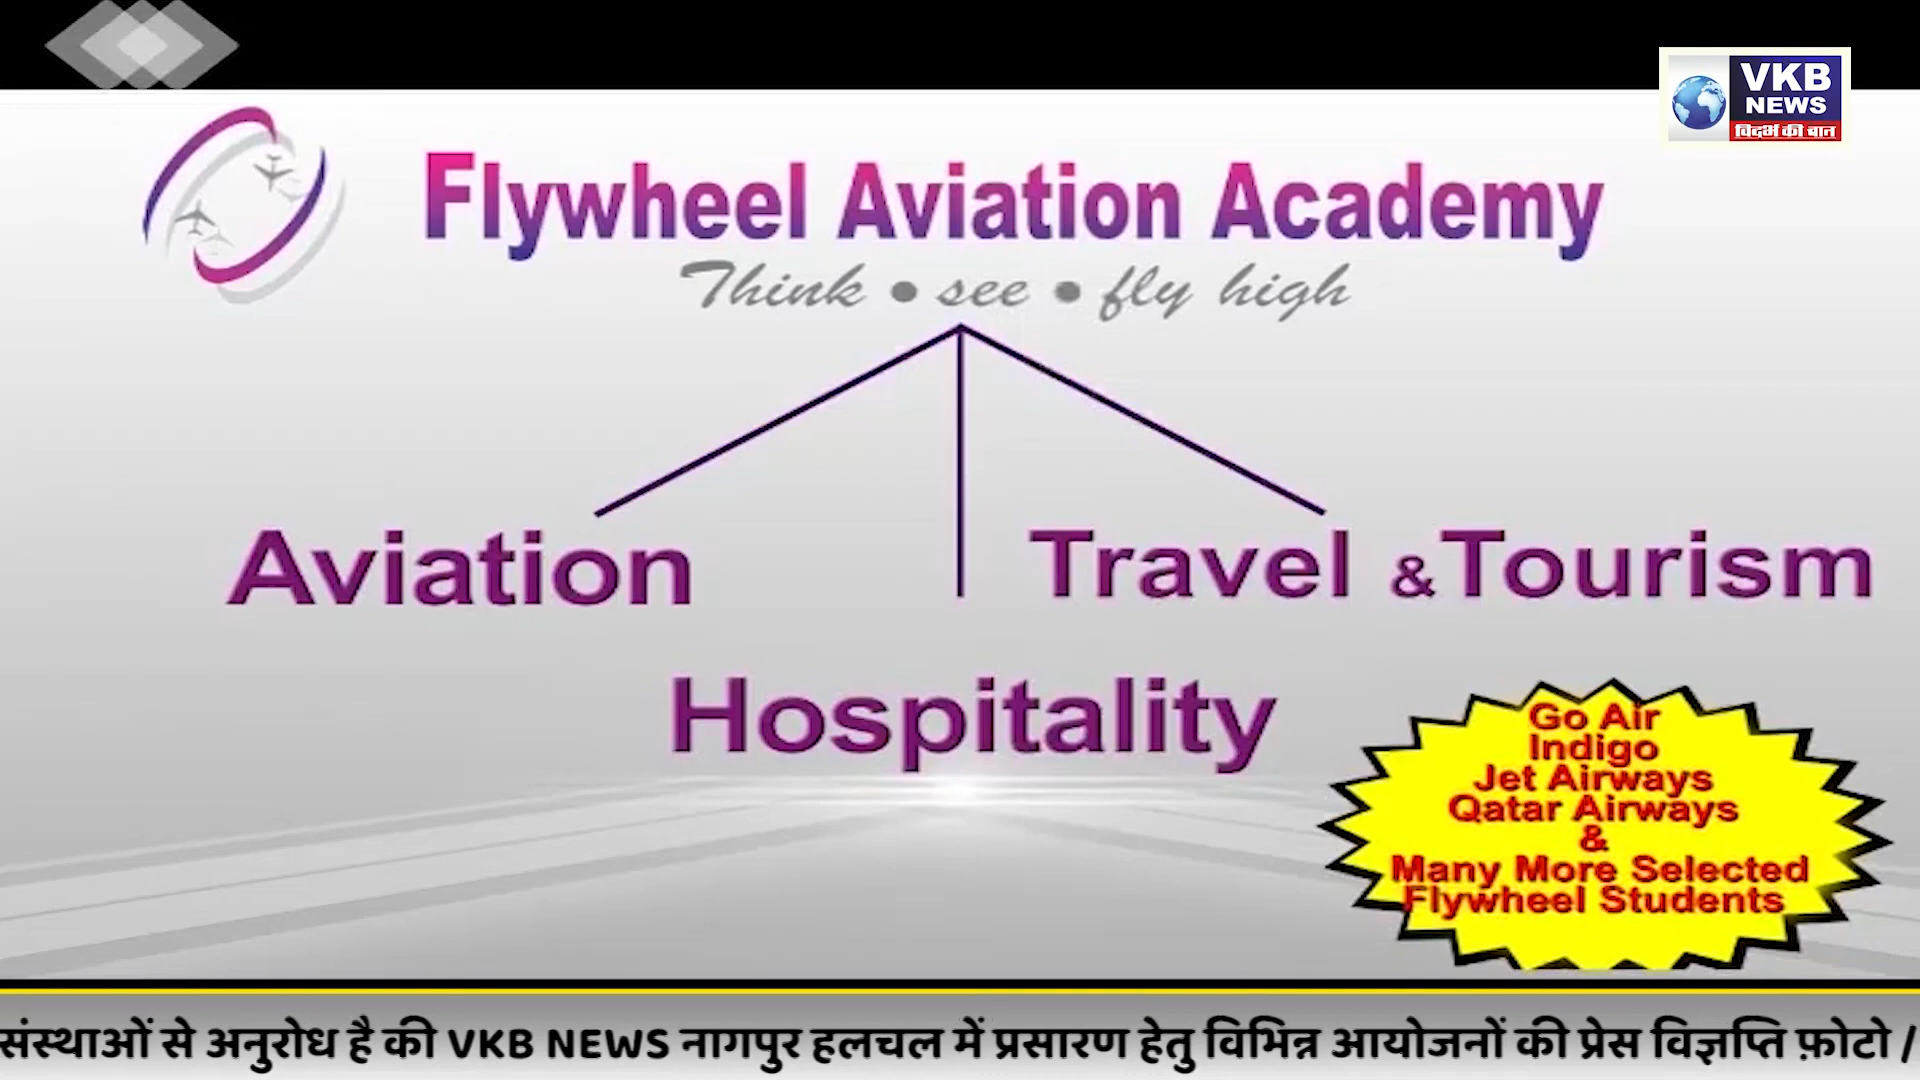 VKB
NEWS
विदर्भ की बात
Flywheel Aviation Academy
Think • see • fly high
Aviation
Travel & Tourism
Hospitality
Go Air
Indigo
Jet Airways
Qatar Airways
&
Many More Selected
Flywheel Students
संस्थाओं से अनुरोध है की VKB NEWS नागपुर हलचल में प्रसारण हेतु विभिन्न आयोजनों की प्रेस विज्ञप्ति फ़ोटो /